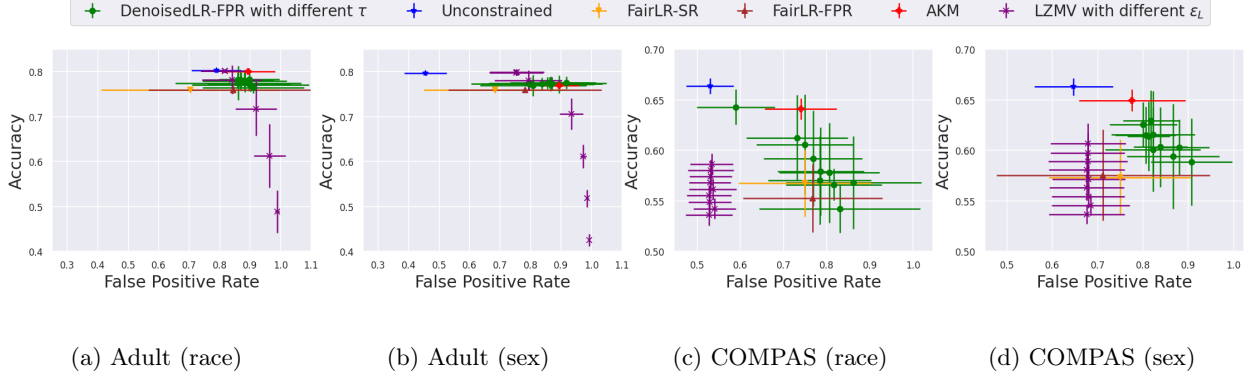 DenoisedLR-FPR with different τ Unconstrained FairLR-SR FairLR-FPR AKM LZMV with different ε_L
0.8 0.8 0.70 0.70
0.7 0.7 0.65 0.65
0.6 0.6 0.60 0.60
0.5 0.5 0.55 0.55
0.4 0.4 0.50 0.50
Accuracy Accuracy Accuracy Accuracy
0.3 0.4 0.5 0.6 0.7 0.8 0.9 1.0 1.1 0.3 0.4 0.5 0.6 0.7 0.8 0.9 1.0 1.1 0.5 0.6 0.7 0.8 0.9 1.0 0.5 0.6 0.7 0.8 0.9 1.0
False Positive Rate False Positive Rate False Positive Rate False Positive Rate
(a) Adult (race) (b) Adult (sex) (c) COMPAS (race) (d) COMPAS (sex)